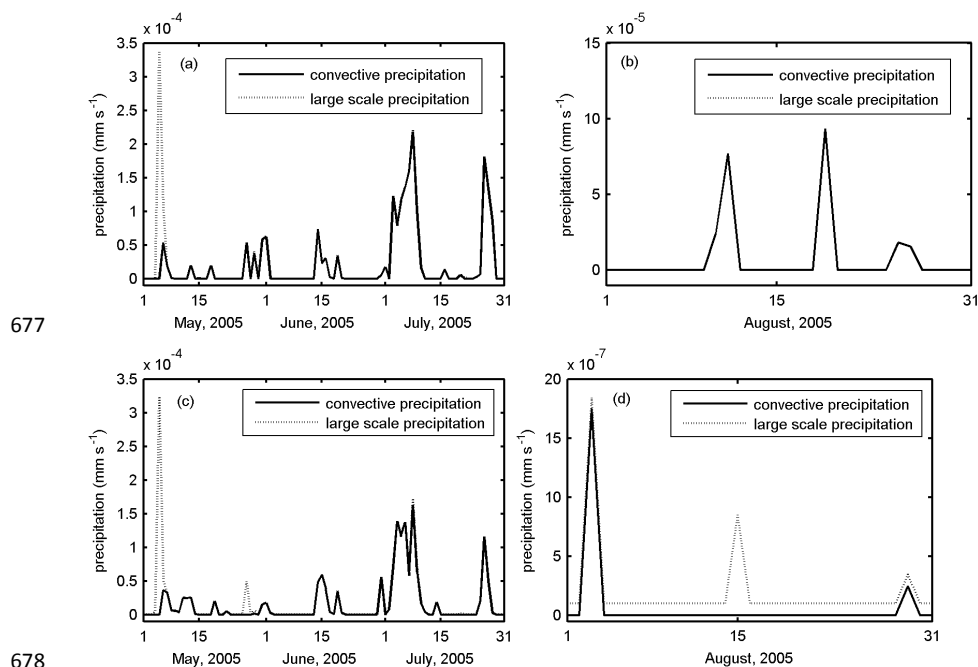 x 10⁻⁴
3.5
3
2.5
2
1.5
1
0.5
0
precipitation (mm s⁻¹)
(a)
convective precipitation
large scale precipitation
1 15 1 15 1 15 31
May, 2005 June, 2005 July, 2005
x 10⁻⁵
15
10
5
0
precipitation (mm s⁻¹)
(b)
convective precipitation
large scale precipitation
1 15 31
August, 2005
677
x 10⁻⁴
3.5
3
2.5
2
1.5
1
0.5
0
precipitation (mm s⁻¹)
(c)
convective precipitation
large scale precipitation
1 15 1 15 1 15 31
May, 2005 June, 2005 July, 2005
x 10⁻⁷
20
15
10
5
0
precipitation (mm s⁻¹)
(d)
convective precipitation
large scale precipitation
1 15 31
August, 2005
678